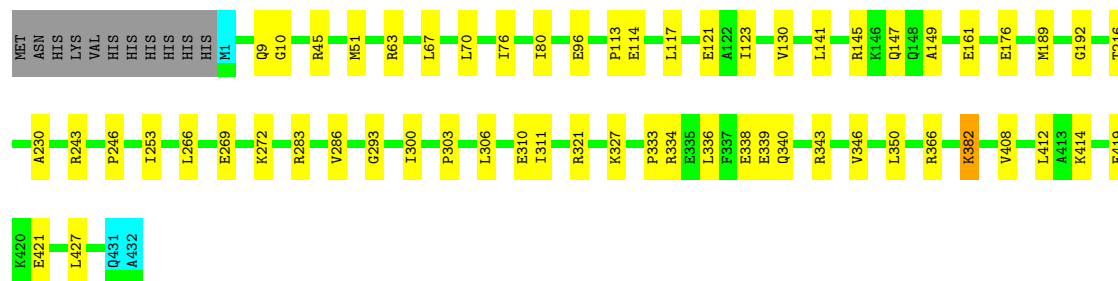 MET ASN HIS LYS VAL HIS HIS HIS HIS HIS HIS M1 Q9 G10 R45 M51 R63 L67 L70 I76 I80 E96 P113 E114 L117 E121 A122 I123 V130 L141 R145 K146 Q147 Q148 A149 E161 E176 M189 G192 T216
A230 R243 P246 I253 L266 E269 K272 R283 V286 G293 I300 P303 L306 E310 I311 R321 K327 P333 R334 E335 L336 F337 E338 E339 Q340 R343 V346 L350 R366 K382 V408 L412 A413 K414 E419
K420 E421 L427 Q431 A432